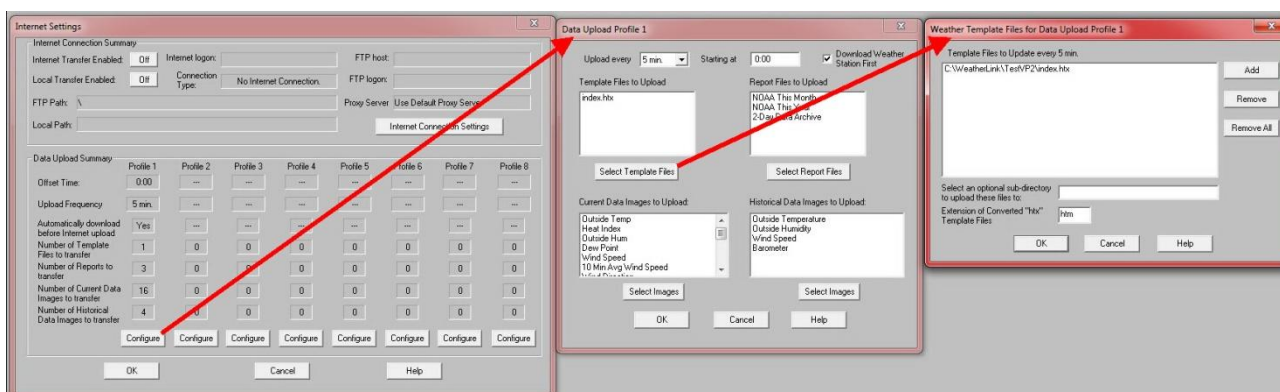 Internet Settings
Internet Connection Summary
Internet Transfer Enabled: Off Internet logon: FTP host:
Local Transfer Enabled: Off Connection Type: No Internet Connection. FTP logon:
FTP Path: \ Proxy Server Use Default Proxy Server
Local Path: Internet Connection Settings
Data Upload Summary
Profile 1 Profile 2 Profile 3 Profile 4 Profile 5 Profile 6 Profile 7 Profile 8
Offset Time: 0:00 --- --- --- --- --- --- ---
Upload Frequency 5 min. --- --- --- --- --- --- ---
Automatically download before Internet upload Yes --- --- --- --- --- --- ---
Number of Template Files to transfer 1 0 0 0 0 0 0 0
Number of Reports to transfer 3 0 0 0 0 0 0 0
Number of Current Data Images to transfer 16 0 0 0 0 0 0 0
Number of Historical Data Images to transfer 4 0 0 0 0 0 0 0
Configure Configure Configure Configure Configure Configure Configure Configure
OK Cancel Help
Data Upload Profile 1
Upload every 5 min. Starting at 0:00 Download Weather Station First
Template Files to Upload
index.htx
Report Files to Upload
NOAA This Month
NOAA This Year
2-Day Data Archive
Select Template Files Select Report Files
Current Data Images to Upload:
Outside Temp
Heat Index
Outside Hum
Dew Point
Wind Speed
10 Min Avg Wind Speed
Wind Direction
Historical Data Images to Upload:
Outside Temperature
Outside Humidity
Wind Speed
Barometer
Select Images Select Images
OK Cancel Help
Weather Template Files for Data Upload Profile 1
Template Files to Update every 5 min.
C:\WeatherLink\TestVP2\index.htx
Add
Remove
Remove All
Select an optional sub-directory
to upload these files to:
Extension of Converted "htx" htm
Template Files
OK Cancel Help